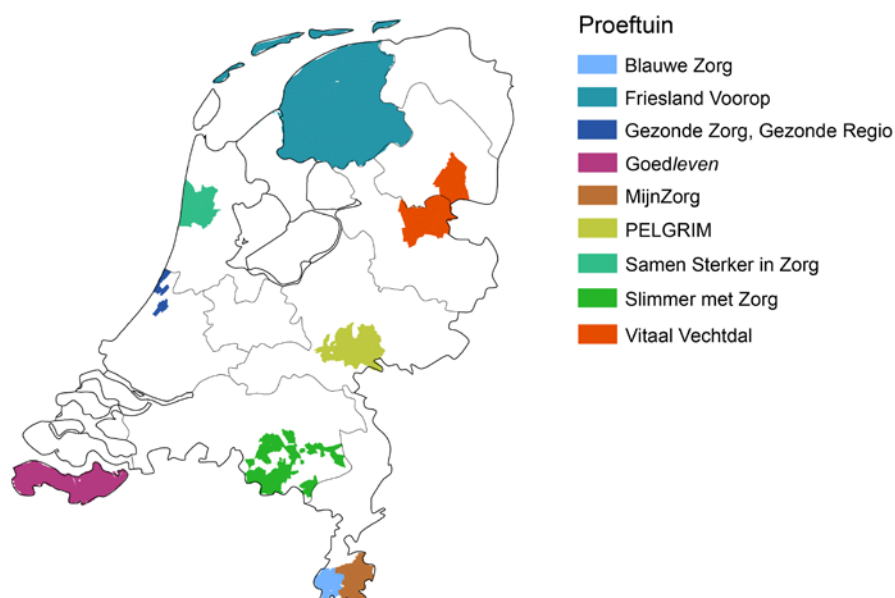 Proeftuin
Blauwe Zorg
Friesland Voorop
Gezonde Zorg, Gezonde Regio
Goedleven
MijnZorg
PELGRIM
Samen Sterker in Zorg
Slimmer met Zorg
Vitaal Vechtdal